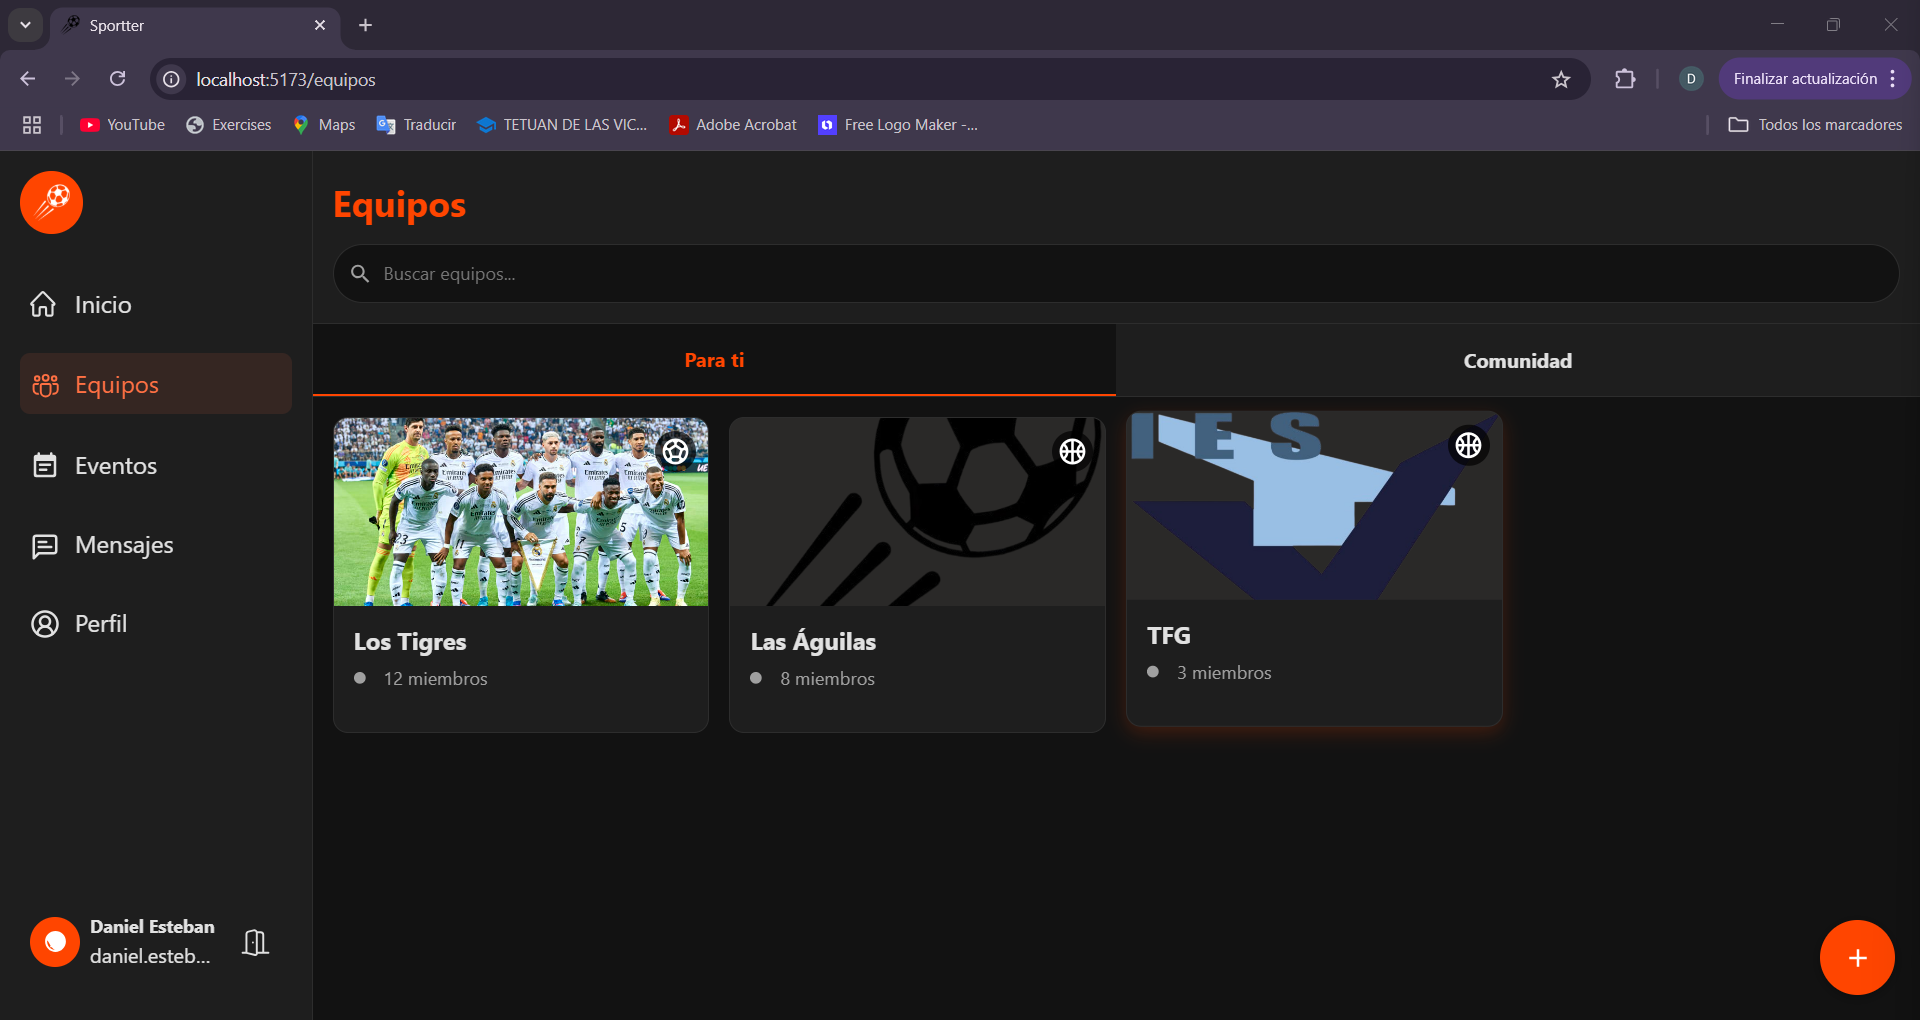 Sportter
localhost:5173/equipos
D
Finalizar actualización
YouTube
Exercises
Maps
Traducir
TETUAN DE LAS VIC...
Adobe Acrobat
Free Logo Maker -...
Todos los marcadores
Equipos
Buscar equipos...
Inicio
Equipos
Eventos
Mensajes
Perfil
Para ti
Comunidad
IES
Los Tigres
12 miembros
Las Águilas
8 miembros
TFG
3 miembros
Daniel Esteban
daniel.esteb...
+